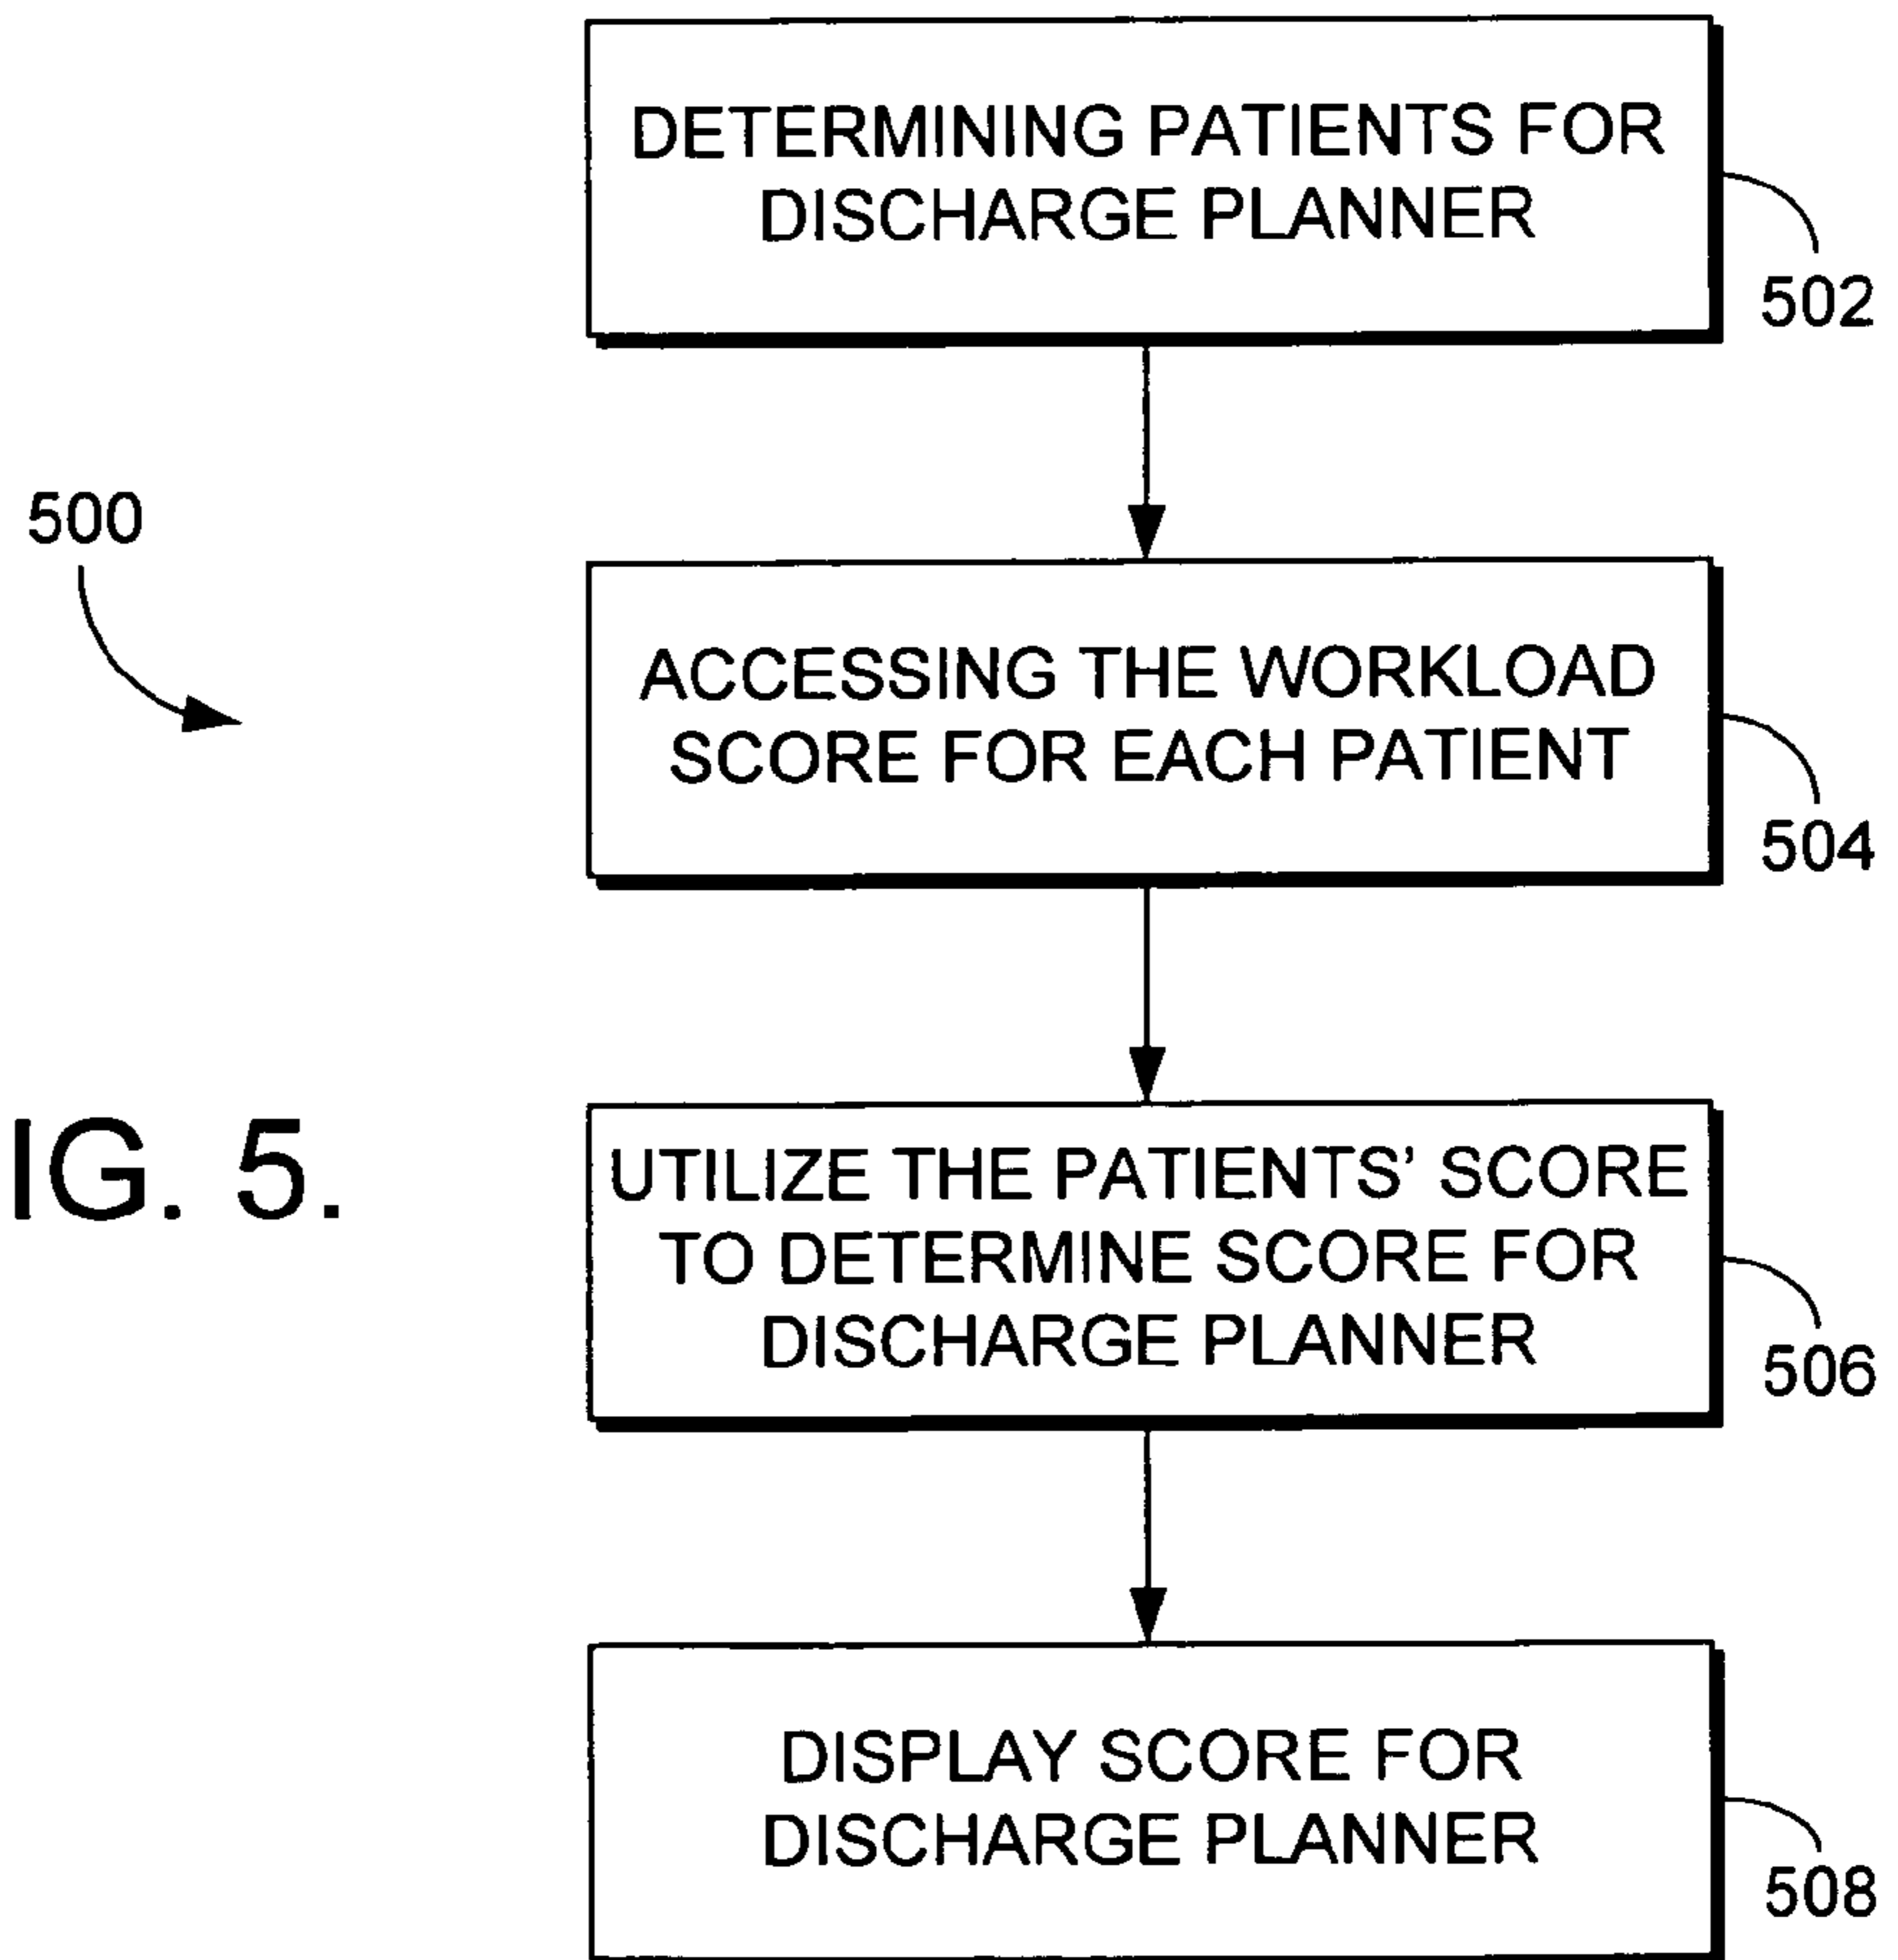 DETERMINING PATIENTS FOR
DISCHARGE PLANNER
502
500
ACCESSING THE WORKLOAD
SCORE FOR EACH PATIENT
504
IG. 5.
UTILIZE THE PATIENTS’ SCORE
TO DETERMINE SCORE FOR
DISCHARGE PLANNER
506
DISPLAY SCORE FOR
DISCHARGE PLANNER
508